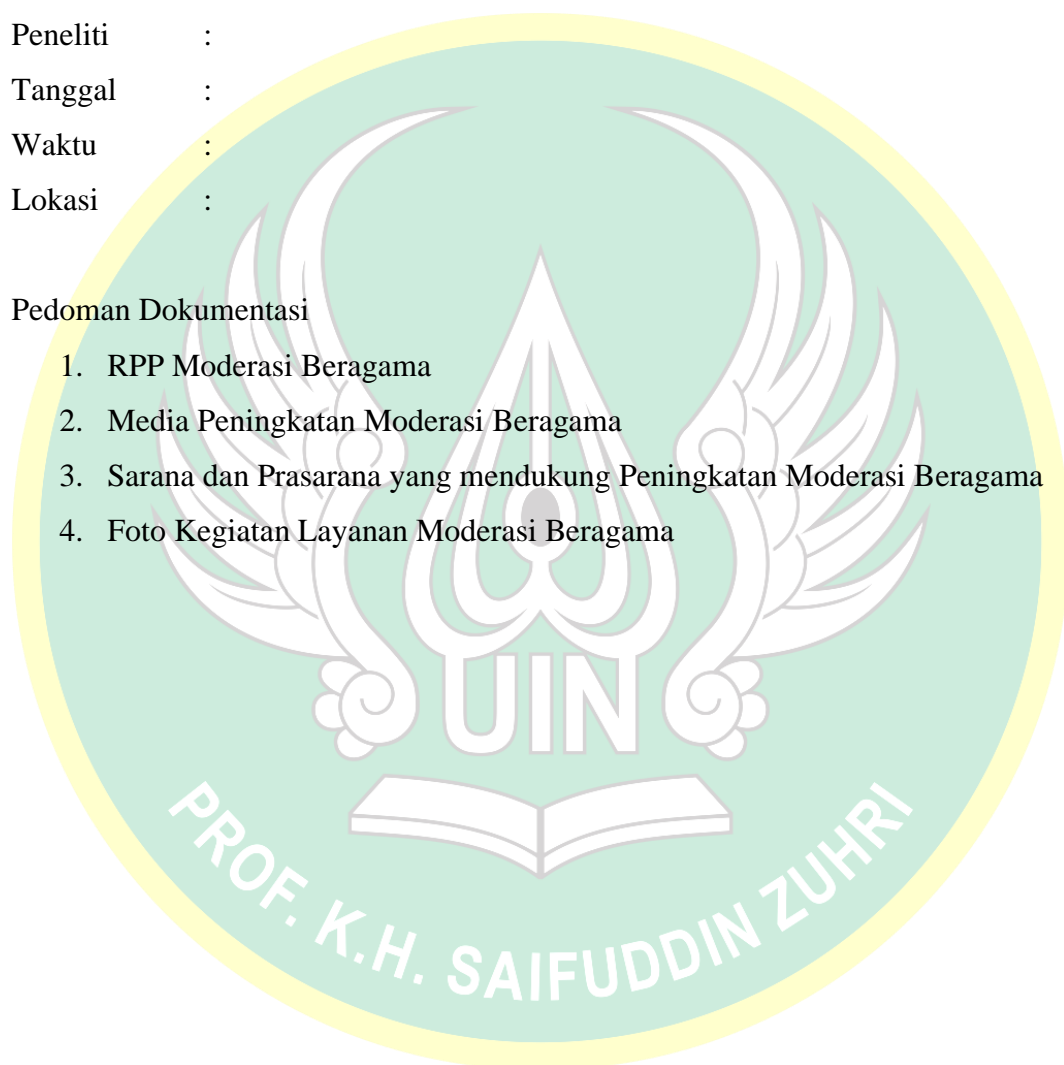 Peneliti :
Tanggal :
Waktu :
Lokasi :
Pedoman Dokumentasi
1. RPP Moderasi Beragama
2. Media Peningkatan Moderasi Beragama
3. Sarana dan Prasarana yang mendukung Peningkatan Moderasi Beragama
4. Foto Kegiatan Layanan Moderasi Beragama
UIN
PROF. K.H. SAIFUDDIN ZUHRI